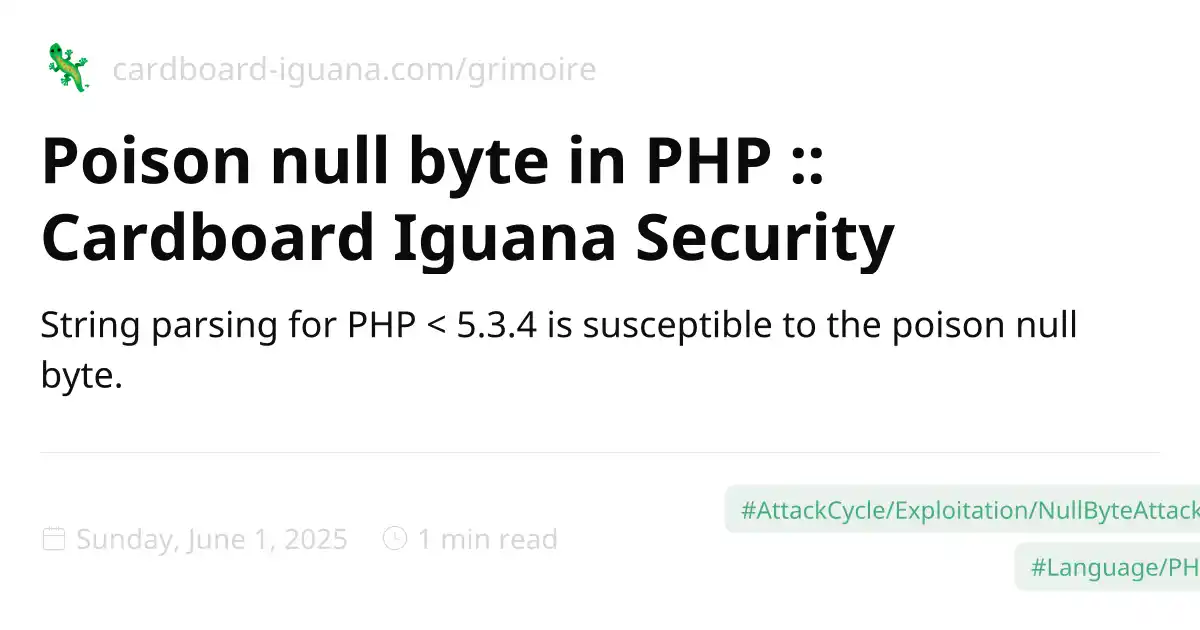 cardboard-iguana.com/grimoire
Poison null byte in PHP ::
Cardboard Iguana Security
String parsing for PHP < 5.3.4 is susceptible to the poison null
byte.
Sunday, June 1, 2025
1 min read
#AttackCycle/Exploitation/NullByteAttack
#Language/PH